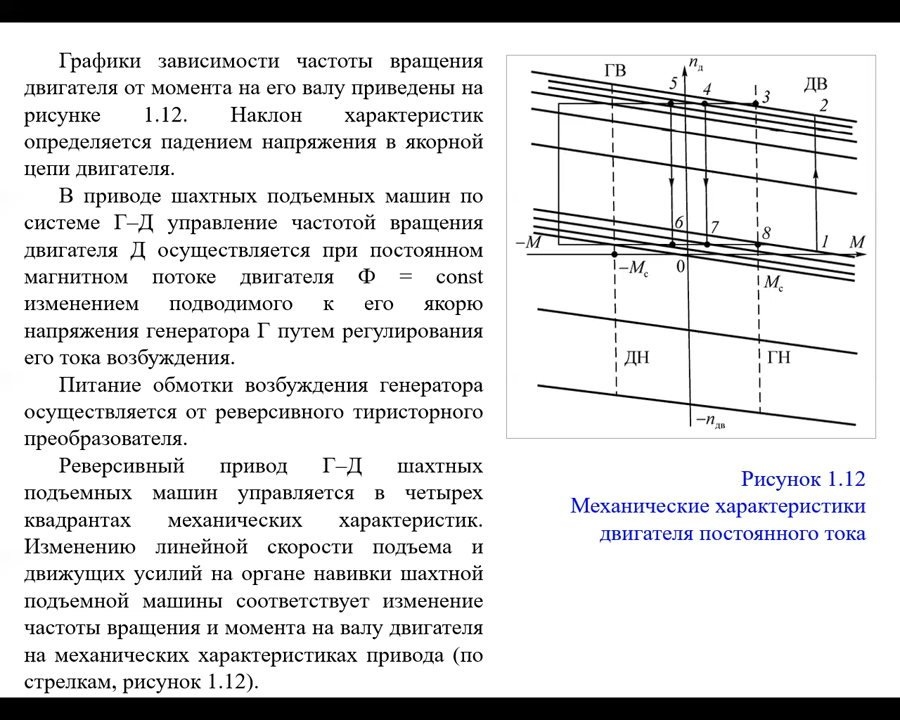 Графики зависимости частоты вращения
двигателя от момента на его валу приведены на
рисунке 1.12. Наклон характеристик
определяется падением напряжения в якорной
цепи двигателя.
В приводе шахтных подъемных машин по
системе Г–Д управление частотой вращения
двигателя Д осуществляется при постоянном
магнитном потоке двигателя Ф = const
изменением подводимого к его якорю
напряжения генератора Г путем регулирования
его тока возбуждения.
Питание обмотки возбуждения генератора
осуществляется от реверсивного тиристорного
преобразователя.
Реверсивный привод Г–Д шахтных
подъемных машин управляется в четырех
квадрантах механических характеристик.
Изменению линейной скорости подъема и
движущих усилий на органе навивки шахтной
подъемной машины соответствует изменение
частоты вращения и момента на валу двигателя
на механических характеристиках привода (по
стрелкам, рисунок 1.12).
nд
ГВ
ДВ
5 4 3 2
6 7 8 1
−M
M
−Mс
0
Mс
ДН
ГН
−nдв
Рисунок 1.12
Механические характеристики
двигателя постоянного тока